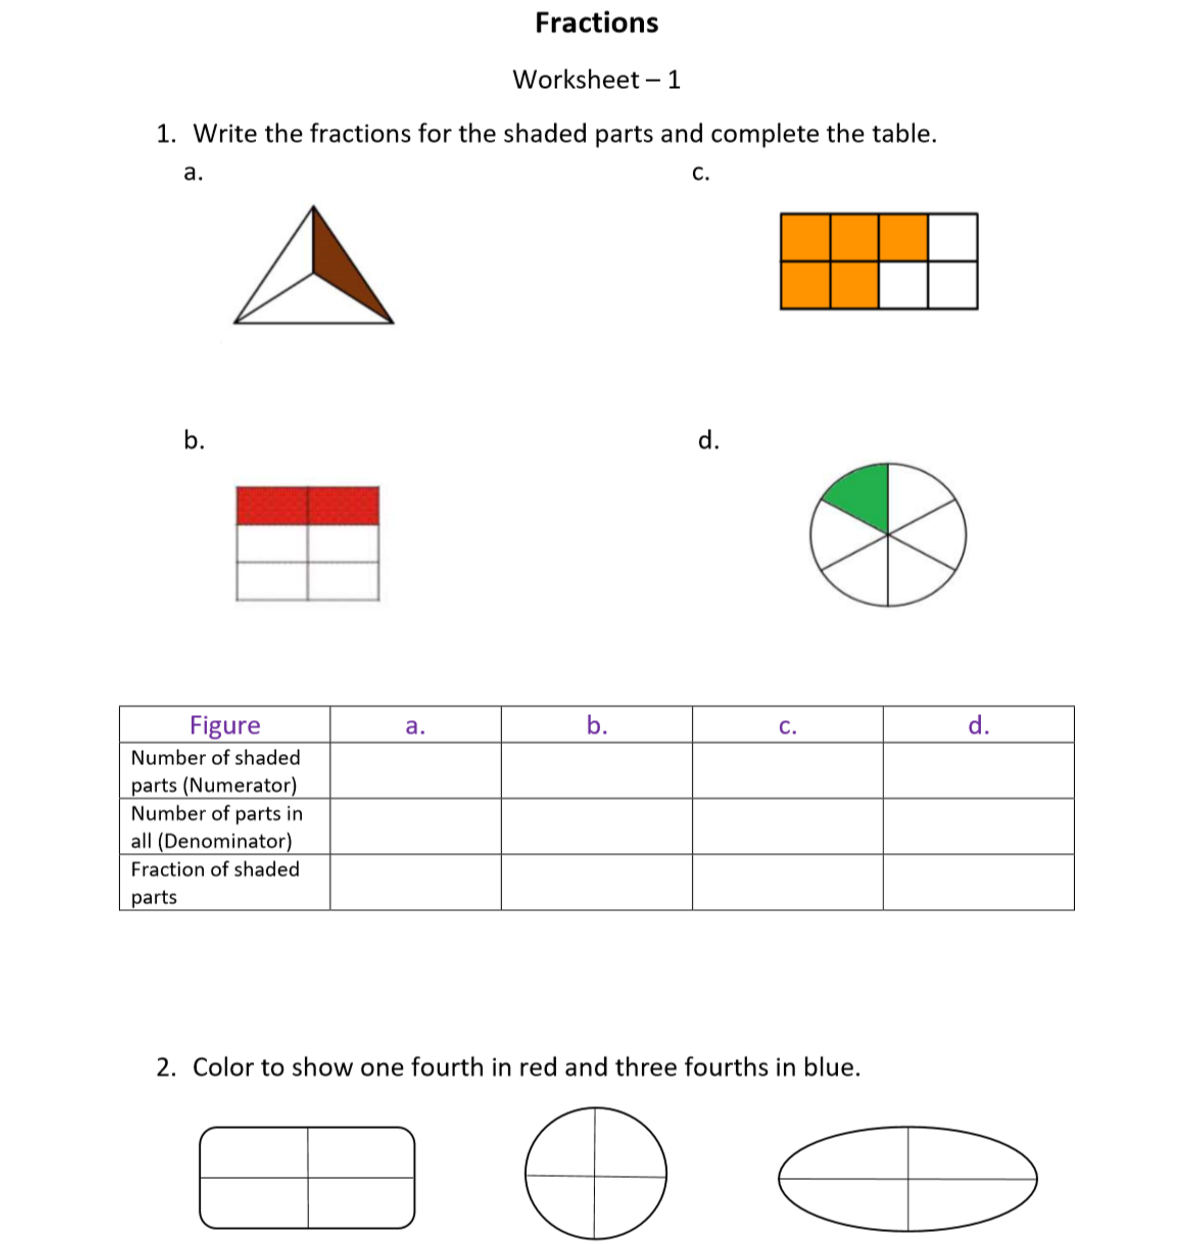 Fractions
Worksheet – 1
1. Write the fractions for the shaded parts and complete the table.
a.
c.
b.
d.
Figure a. b. c. d.
Number of shaded
parts (Numerator)
Number of parts in
all (Denominator)
Fraction of shaded
parts
2. Color to show one fourth in red and three fourths in blue.